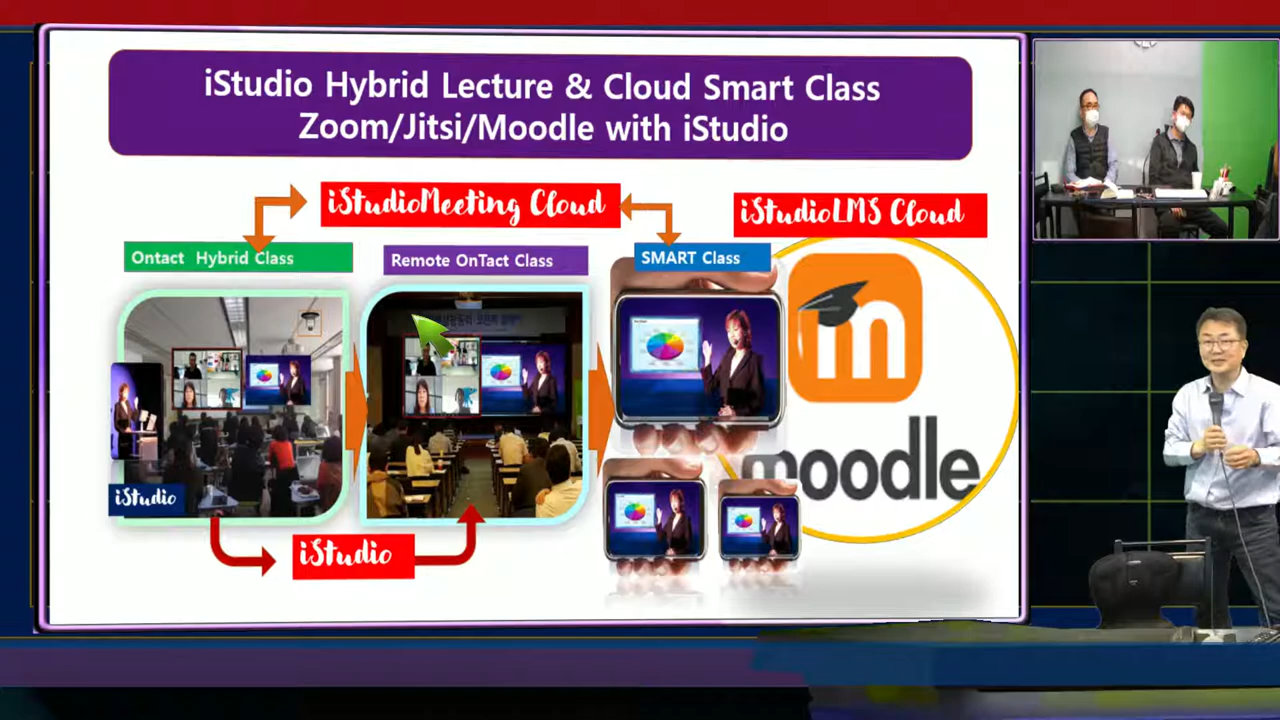 iStudio Hybrid Lecture & Cloud Smart Class
Zoom/Jitsi/Moodle with iStudio
iStudioMeeting Cloud
iStudioLMS Cloud
Ontact Hybrid Class
Remote OnTact Class
SMART Class
m
moodle
iStudio
iStudio